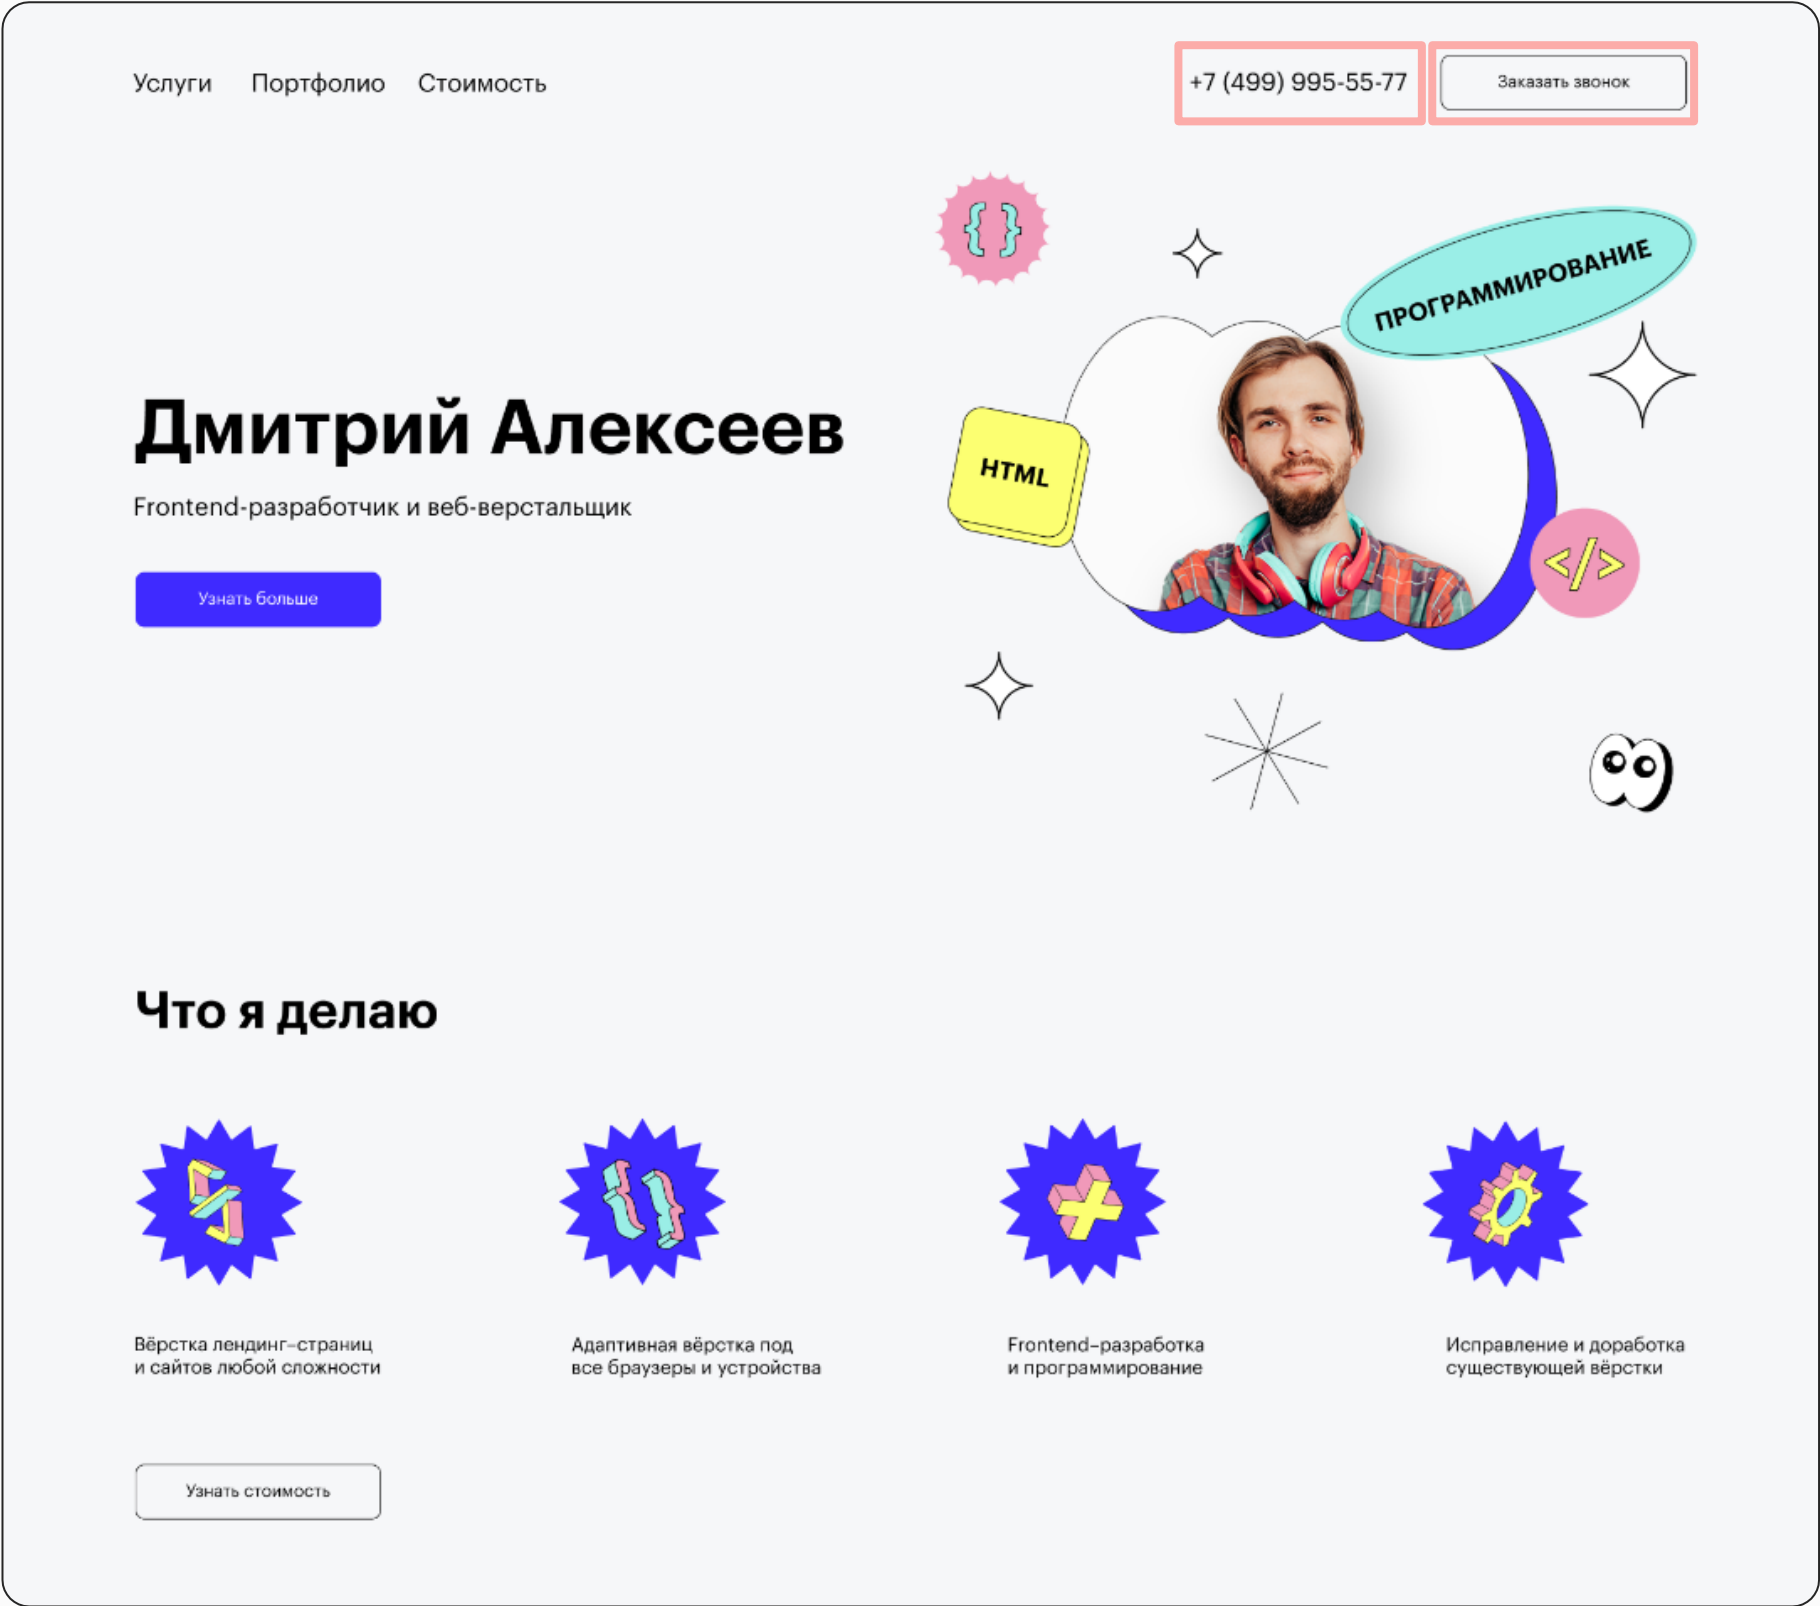 Услуги Портфолио Стоимость +7 (499) 995-55-77 Заказать звонок
{ }
ПРОГРАММИРОВАНИЕ
HTML
Дмитрий Алексеев
Frontend-разработчик и веб-верстальщик
</>
Узнать больше
Что я делаю
Вёрстка лендинг-страниц
и сайтов любой сложности
Адаптивная вёрстка под
все браузеры и устройства
Frontend-разработка
и программирование
Исправление и доработка
существующей вёрстки
Узнать стоимость